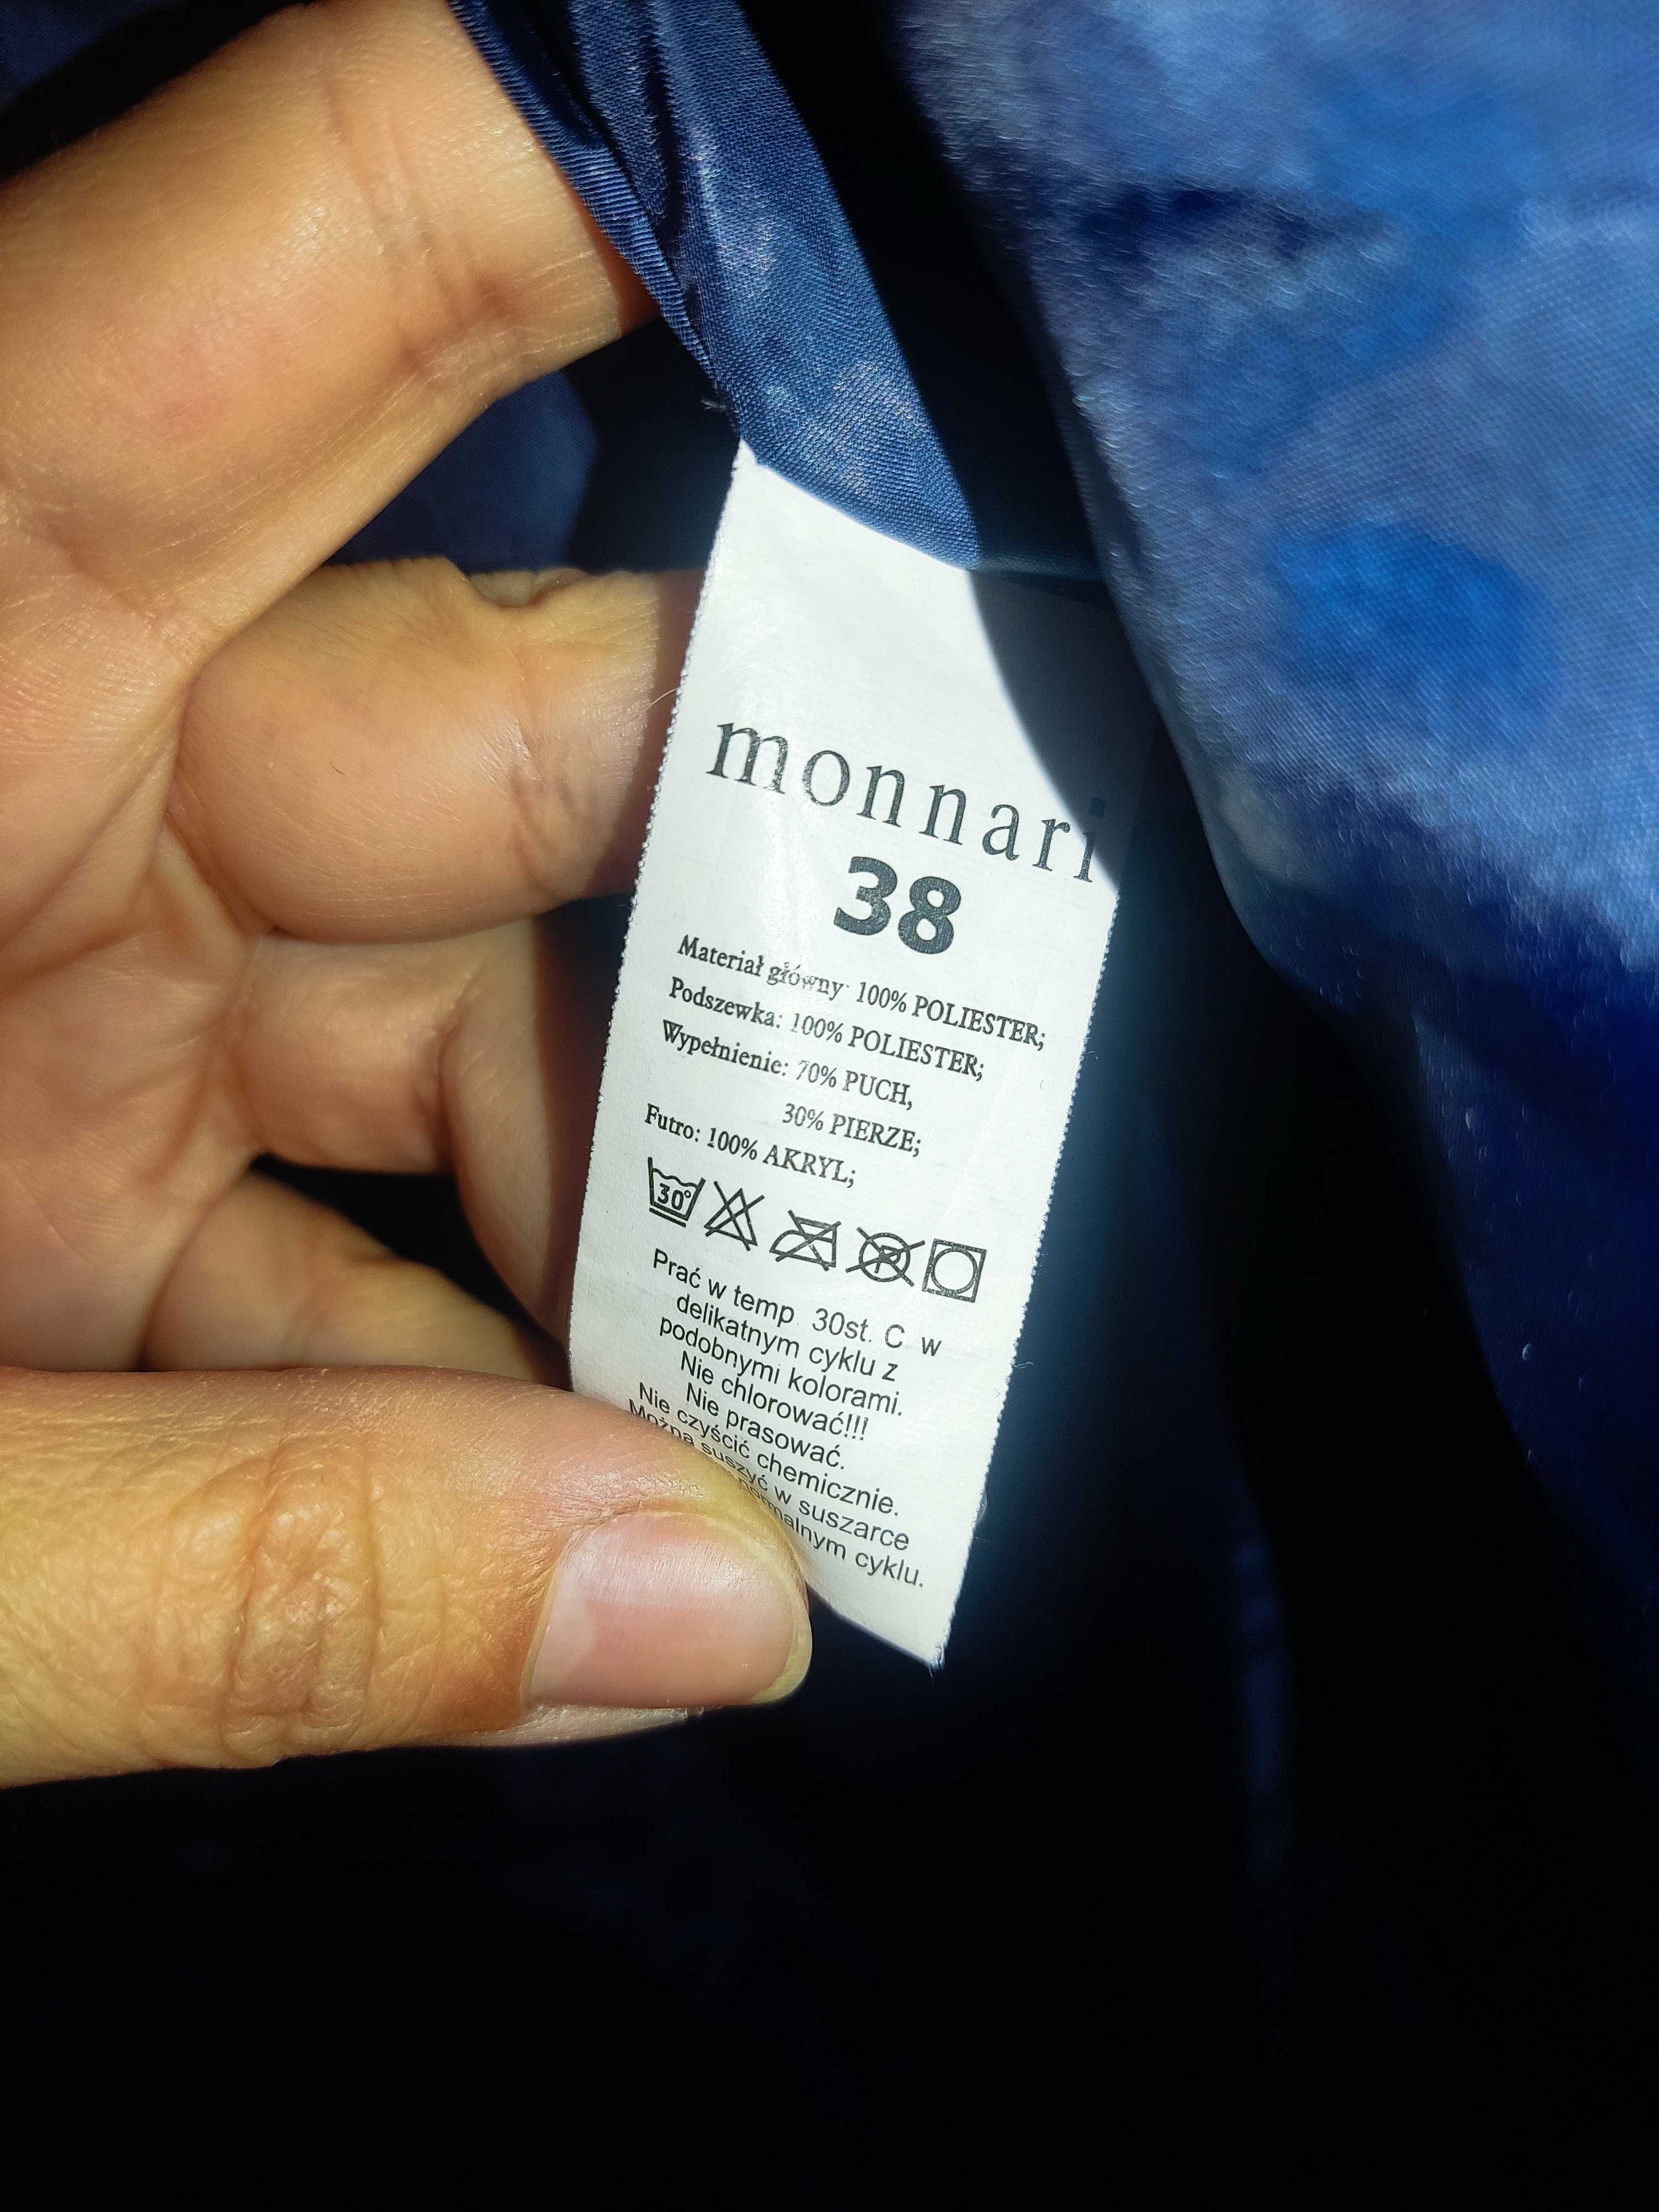 monnari
38
Materiał główny: 100% POLIESTER;
Podszewka: 100% POLIESTER;
Wypełnienie: 70% PUCH,
30% PIERZE;
Futro: 100% AKRYL;
30° P
Prać w temp. 30st. C w
delikatnym cyklu z
podobnymi kolorami.
Nie chlorować!!!
Nie prasować.
Nie czyścić chemicznie.
Można suszyć w suszarce
normalnym cyklu.